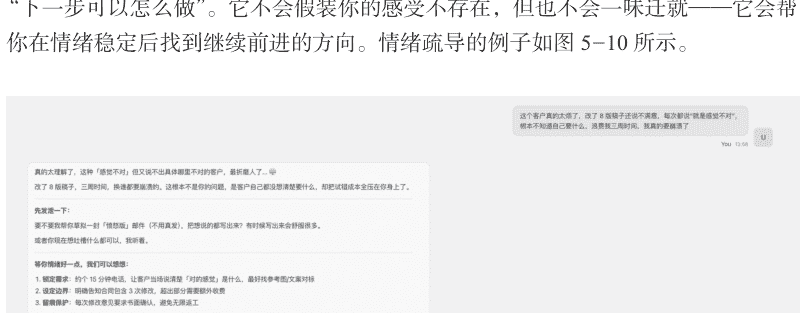 “下一步可以怎么做”。它不会假装你的感受不存在，但也不会一味迁就——它会帮
你在情绪稳定后找到继续前进的方向。情绪疏导的例子如图 5-10 所示。
这个客户真的太烦了，改了 8 版稿子还说不满意，每次都说“就是感觉不对”，
根本不知道自己要什么，浪费我三周时间，我真的要崩溃了
U
You 13:58
真的太理解了，这种「感觉不对」但又说不出具体哪里不对的客户，最折磨人了...
改了 8 版稿子，三周时间，换谁都要崩溃的。这根本不是你的问题，是客户自己都没想清楚要什么，却把试错成本全压在你身上了。
先发泄一下：
要不要我帮你草拟一封「愤怒版」邮件（不用真发），把想说的都写出来？有时候写出来会舒服很多。
或者你现在想吐槽什么都可以，我听着。
等你情绪好一点，我们可以想想：
1. 锁定需求：约个 15 分钟电话，让客户当场说清楚「对的感觉」是什么，最好找参考图/文案对标
2. 设定边界：明确告知合同包含 3 次修改，超出部分需要额外收费
3. 留痕保护：每次修改意见要求书面确认，避免无限返工